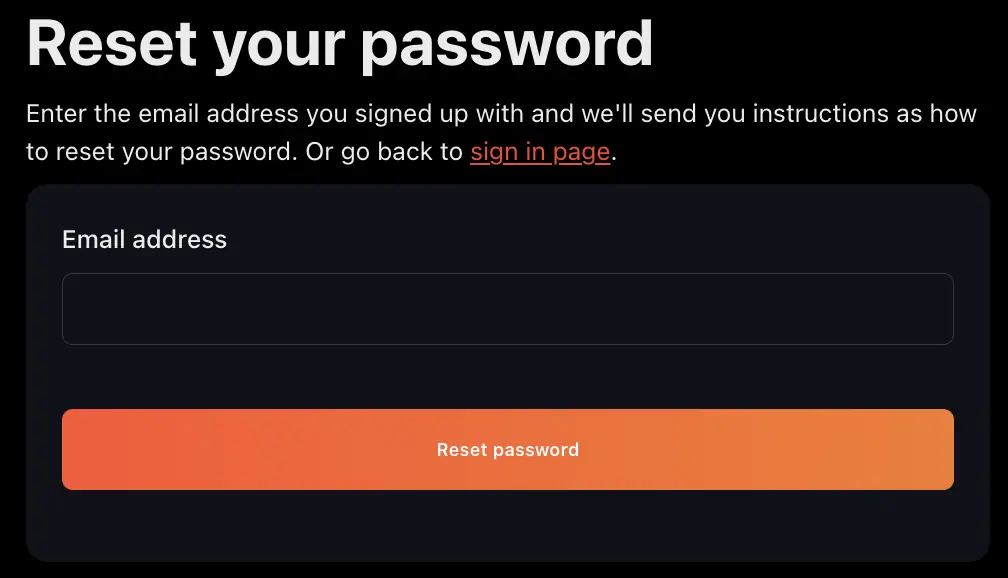 Reset your password
Enter the email address you signed up with and we'll send you instructions as how
to reset your password. Or go back to sign in page.
Email address
Reset password